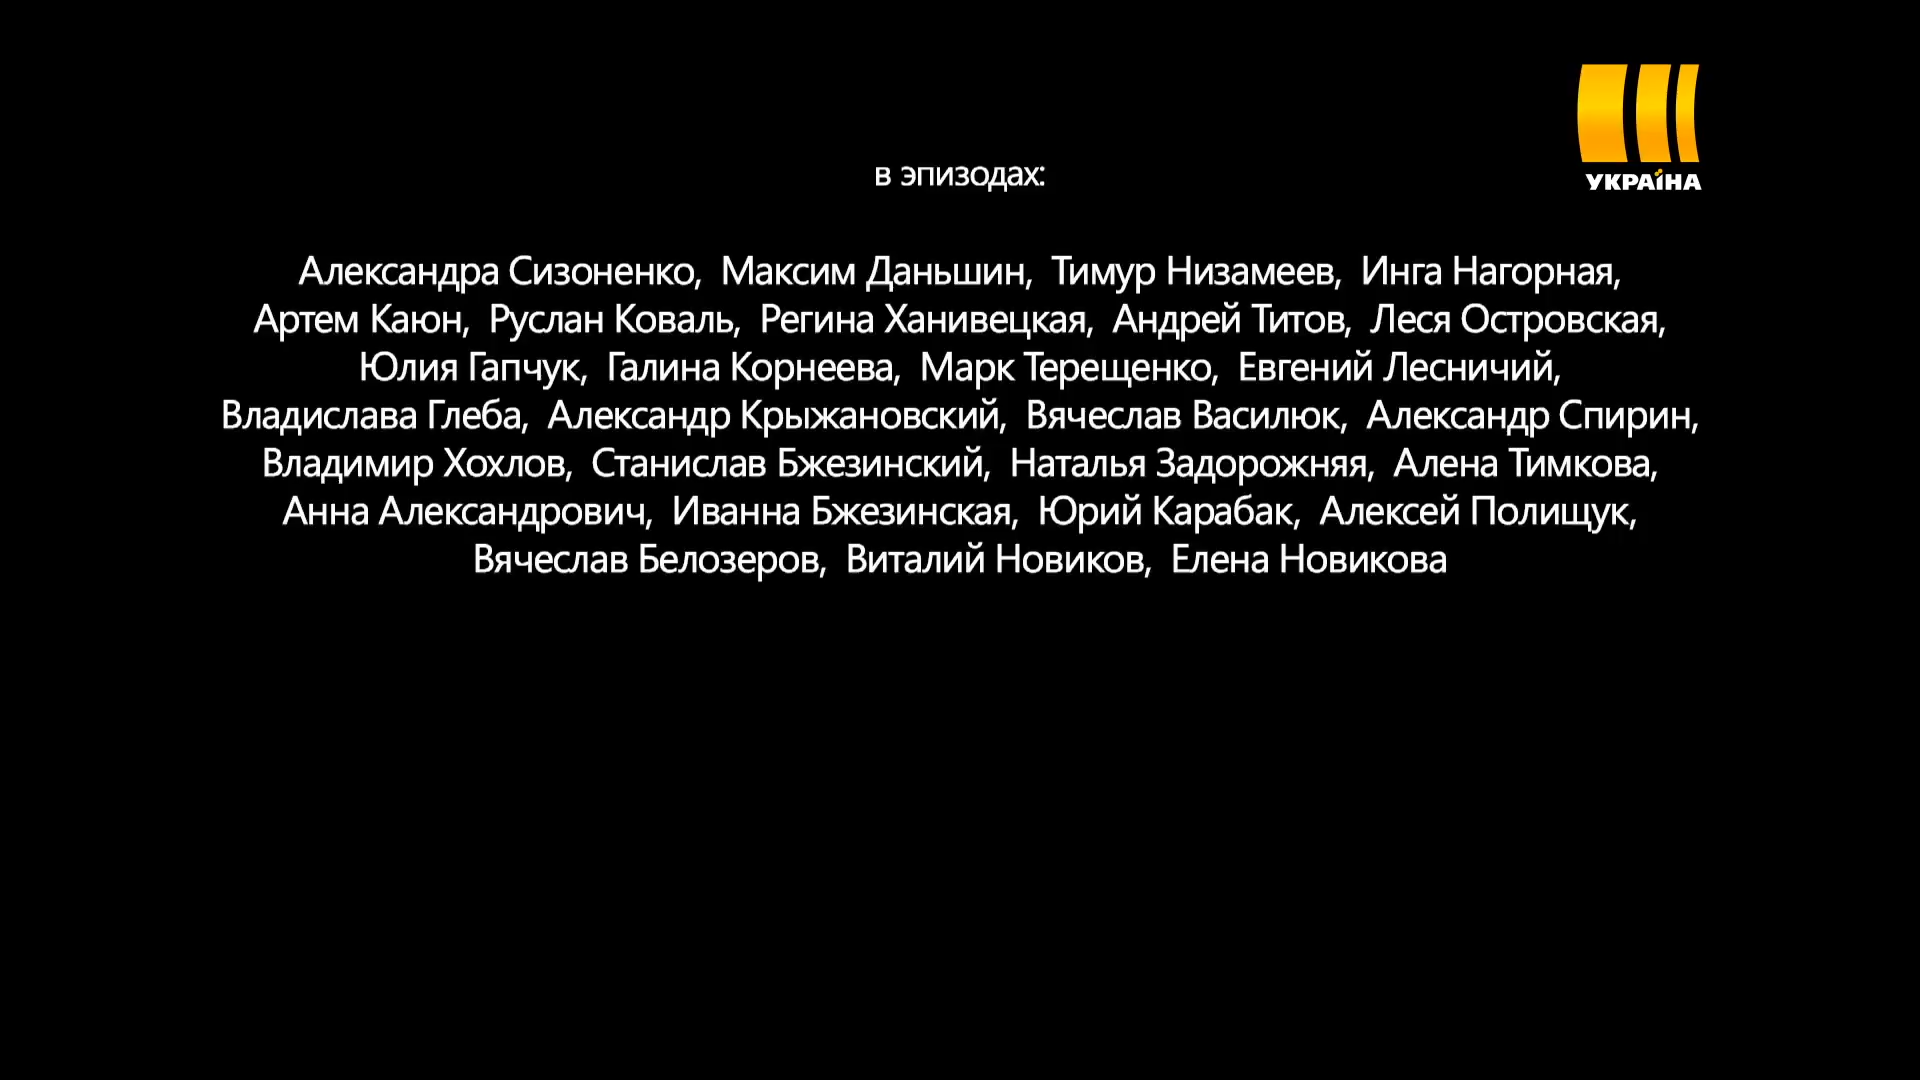 УКРАЇНА
в эпизодах:
Александра Сизоненко, Максим Даньшин, Тимур Низамеев, Инга Нагорная,
Артем Каюн, Руслан Коваль, Регина Ханивецкая, Андрей Титов, Леся Островская,
Юлия Гапчук, Галина Корнеева, Марк Терещенко, Евгений Лесничий,
Владислава Глеба, Александр Крыжановский, Вячеслав Василюк, Александр Спирин,
Владимир Хохлов, Станислав Бжезинский, Наталья Задорожняя, Алена Тимкова,
Анна Александрович, Иванна Бжезинская, Юрий Карабак, Алексей Полищук,
Вячеслав Белозеров, Виталий Новиков, Елена Новикова